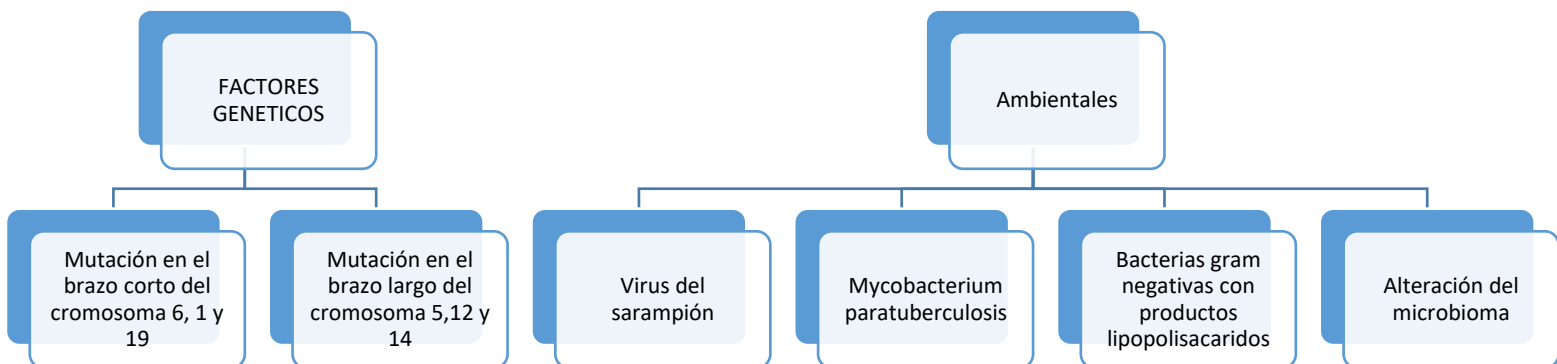 FACTORES
GENETICOS
Ambientales
Mutación en el
brazo corto del
cromosoma 6, 1 y
19
Mutación en el
brazo largo del
cromosoma 5,12 y
14
Virus del
sarampión
Mycobacterium
paratuberculosis
Bacterias gram
negativas con
productos
lipopolisacaridos
Alteración del
microbioma